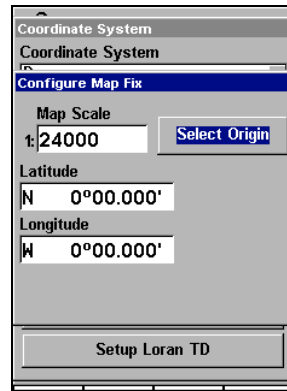 Coordinate System
Coordinate System
Configure Map Fix
Map Scale
1: 24000
Select Origin
Latitude
N 0°00.000'
Longitude
W 0°00.000'
Setup Loran TD